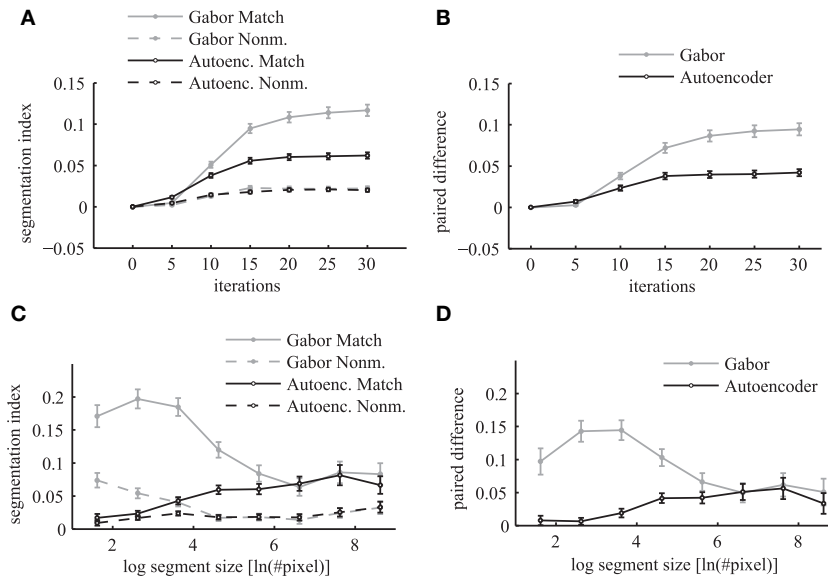 A
Gabor Match
Gabor Nonm.
Autoenc. Match
Autoenc. Nonm.
0.15
0.1
0.05
0
−0.05
segmentation index
0 5 10 15 20 25 30
iterations
B
Gabor
Autoencoder
0.15
0.1
0.05
0
−0.05
paired difference
0 5 10 15 20 25 30
iterations
C
Gabor Match
Gabor Nonm.
Autoenc. Match
Autoenc. Nonm.
0.2
0.15
0.1
0.05
0
segmentation index
2 4 6 8
log segment size [ln(#pixel)]
D
Gabor
Autoencoder
0.2
0.15
0.1
0.05
0
paired difference
2 4 6 8
log segment size [ln(#pixel)]